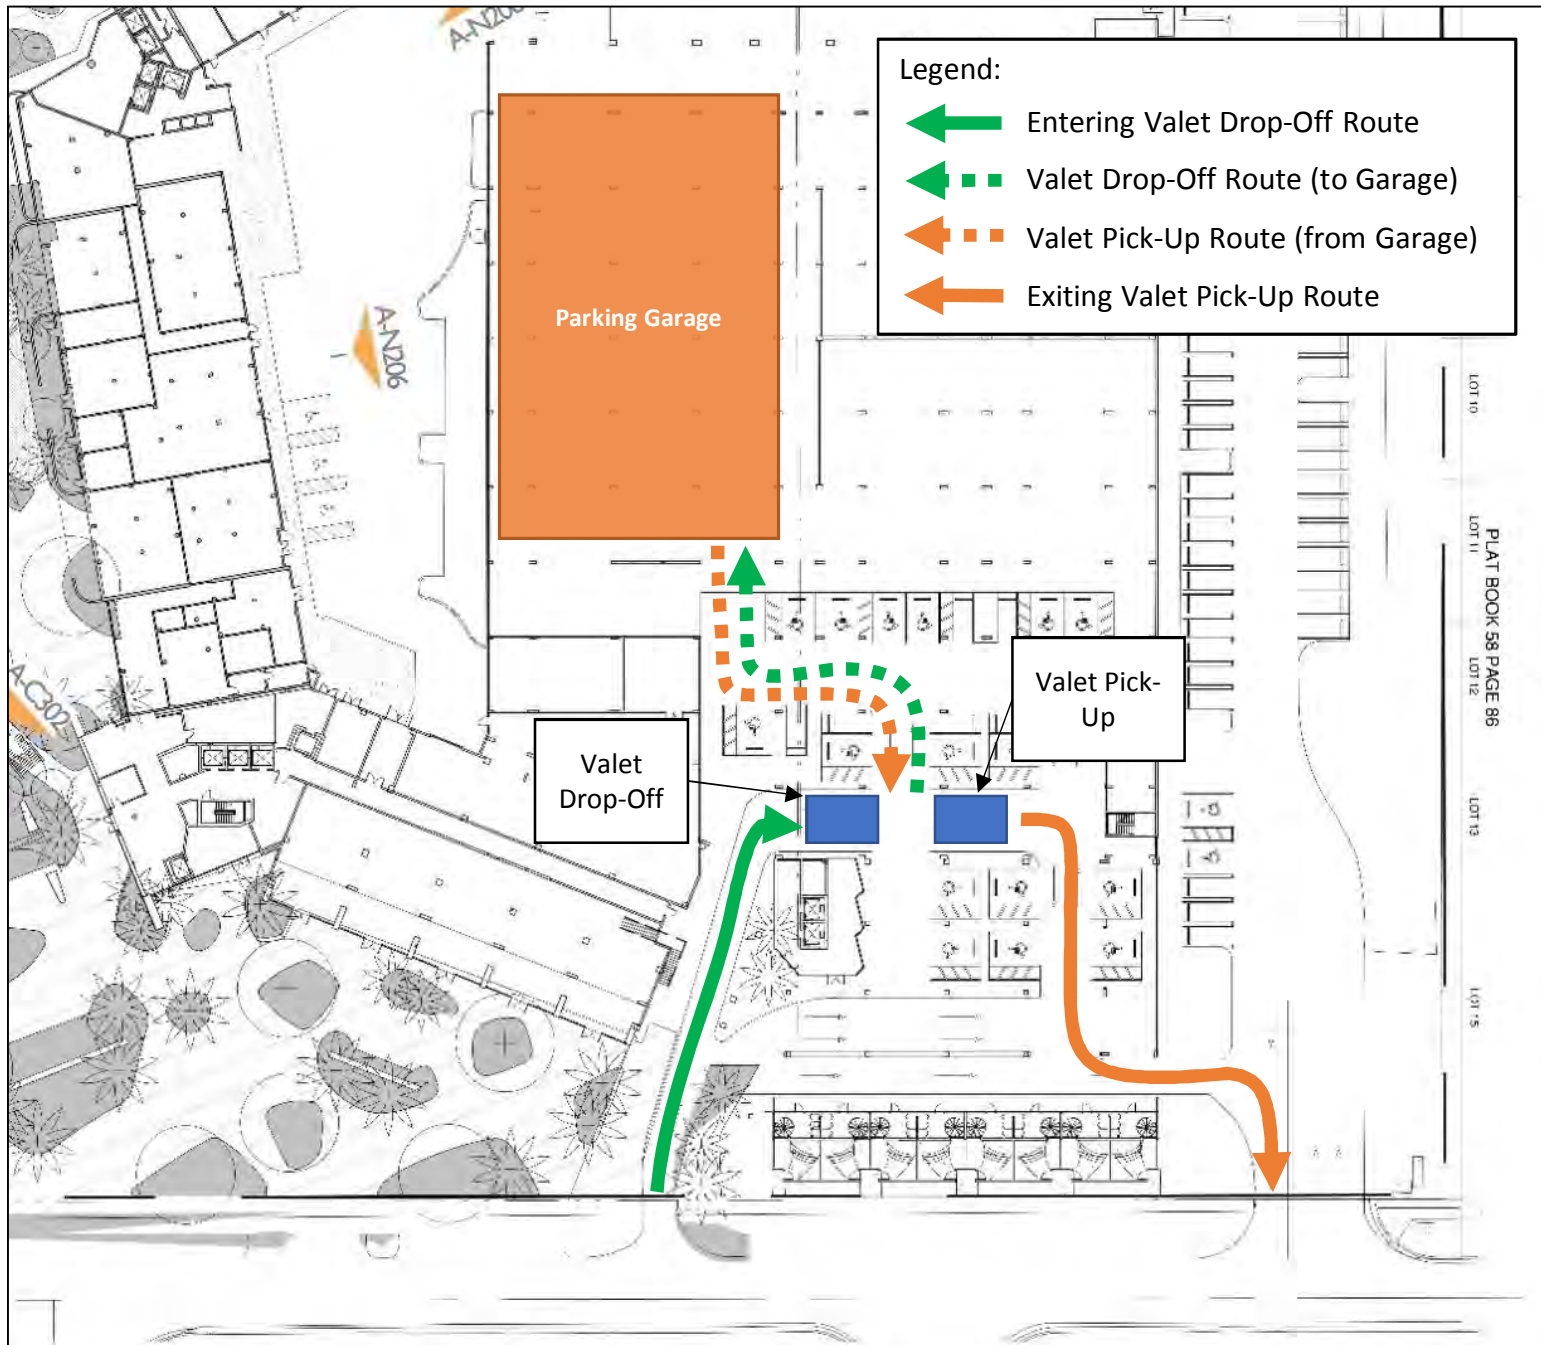 A-N206
Legend:
Entering Valet Drop-Off Route
Valet Drop-Off Route (to Garage)
Valet Pick-Up Route (from Garage)
Exiting Valet Pick-Up Route
Parking Garage
A-N206
LOT 10
LOT 11
PLAT BOOK 58 PAGE 86
LOT 12
A-C302
Valet Pick-
Up
Valet
Drop-Off
LOT 13
LOT 15